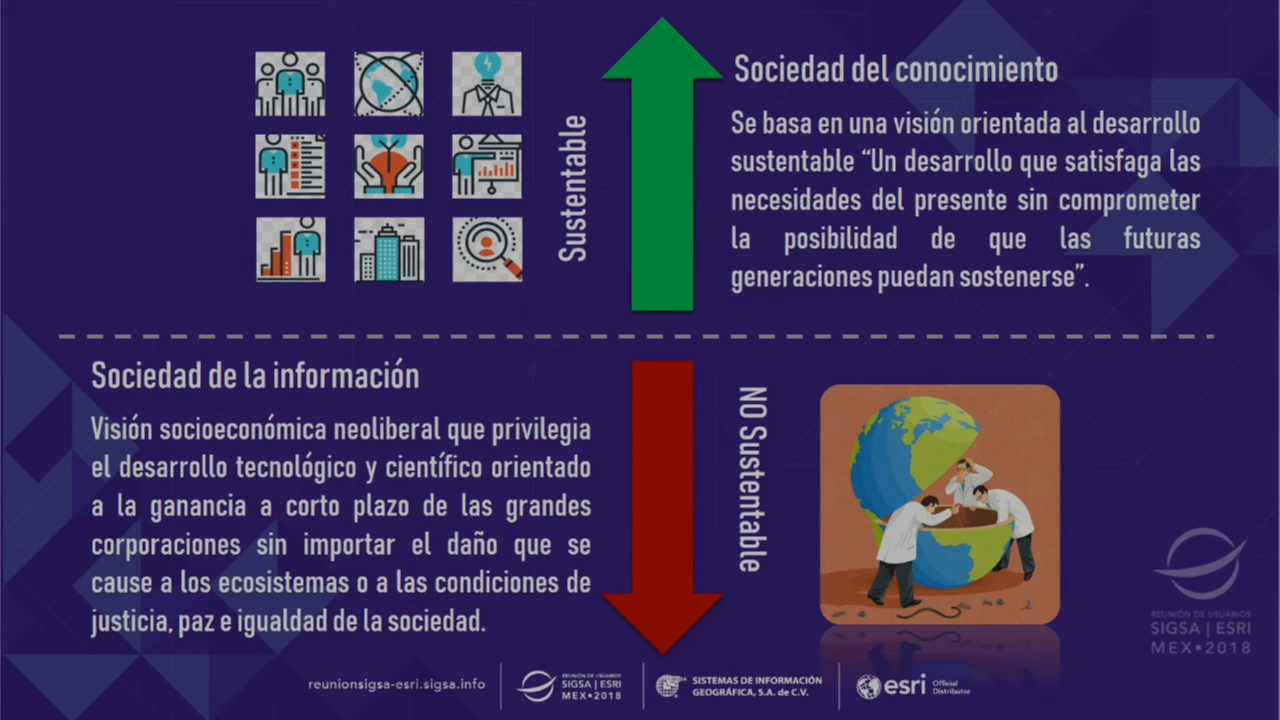 Sustentable
Sociedad del conocimiento
Se basa en una visión orientada al desarrollo
sustentable “Un desarrollo que satisfaga las
necesidades del presente sin comprometer
la posibilidad de que las futuras
generaciones puedan sostenerse”.
Sociedad de la información
Visión socioeconómica neoliberal que privilegia
el desarrollo tecnológico y científico orientado
a la ganancia a corto plazo de las grandes
corporaciones sin importar el daño que se
cause a los ecosistemas o a las condiciones de
justicia, paz e igualdad de la sociedad.
NO Sustentable
REUNIÓN DE USUARIOS
SIGSA | ESRI
MEX•2018
reunionsigsa-esri.sigsa.info
REUNIÓN DE USUARIOS
SIGSA | ESRI
MEX•2018
SISTEMAS DE INFORMACIÓN
GEOGRÁFICA, S.A. de C.V.
esri
Official
Distributor